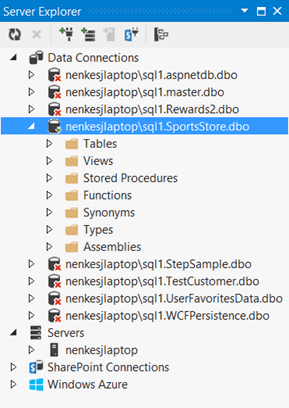 Server Explorer
Data Connections
nenkesjlaptop\sql1.aspnetdb.dbo
nenkesjlaptop\sql1.master.dbo
nenkesjlaptop\sql1.Rewards2.dbo
nenkesjlaptop\sql1.SportsStore.dbo
Tables
Views
Stored Procedures
Functions
Synonyms
Types
Assemblies
nenkesjlaptop\sql1.StepSample.dbo
nenkesjlaptop\sql1.TestCustomer.dbo
nenkesjlaptop\sql1.UserFavoritesData.dbo
nenkesjlaptop\sql1.WCFPersistence.dbo
Servers
nenkesjlaptop
SharePoint Connections
Windows Azure